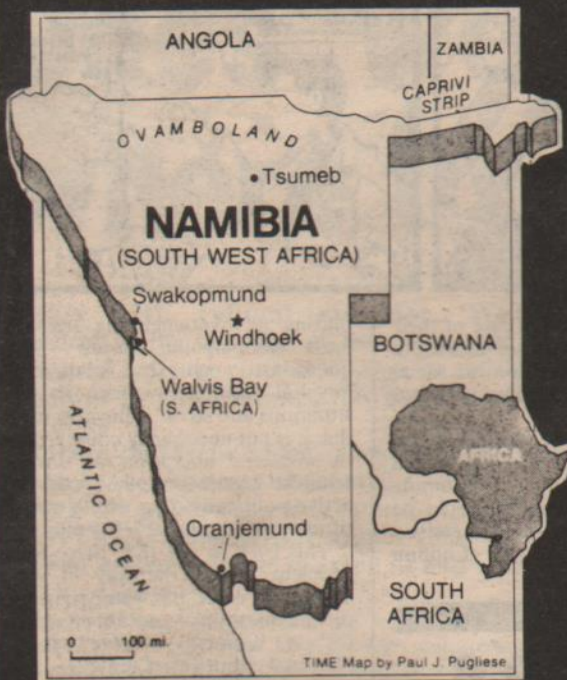 ANGOLA
ZAMBIA
CAPRIVI
STRIP
OVAMBOLAND
Tsumeb
NAMIBIA
(SOUTH WEST AFRICA)
Swakopmund
Windhoek
BOTSWANA
Walvis Bay
(S. AFRICA)
ATLANTIC OCEAN
AFRICA
Oranjemund
SOUTH
AFRICA
0 100 mi.
TIME Map by Paul J. Pugliese